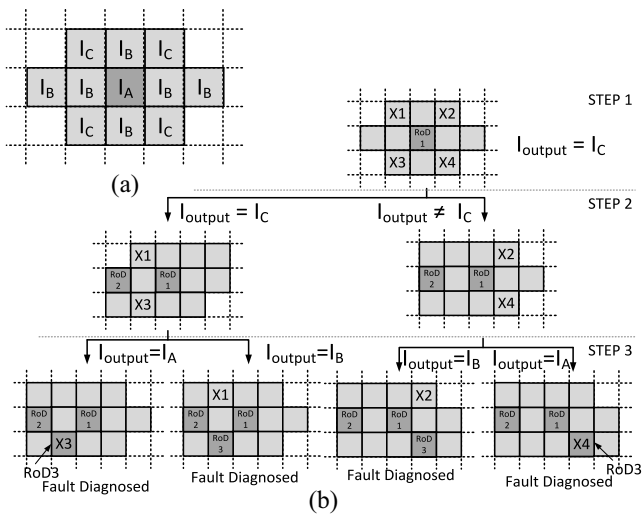 I_C I_B I_C
I_B I_B I_A I_B I_B
I_C I_B I_C
(a)
STEP 1
X1 X2
RoD 1
X3 X4
I_output = I_C
STEP 2
I_output = I_C
I_output ≠ I_C
X1
RoD 2 RoD 1
X3
X2
RoD 2 RoD 1
X4
STEP 3
I_output=I_A
I_output=I_B
I_output=I_B
I_output=I_A
RoD 2 RoD 1
X3
RoD3
Fault Diagnosed
X1
RoD 2 RoD 1
RoD 3
Fault Diagnosed
X2
RoD 2 RoD 1
RoD 3
Fault Diagnosed
RoD 2 RoD 1
X4
RoD3
Fault Diagnosed
(b)